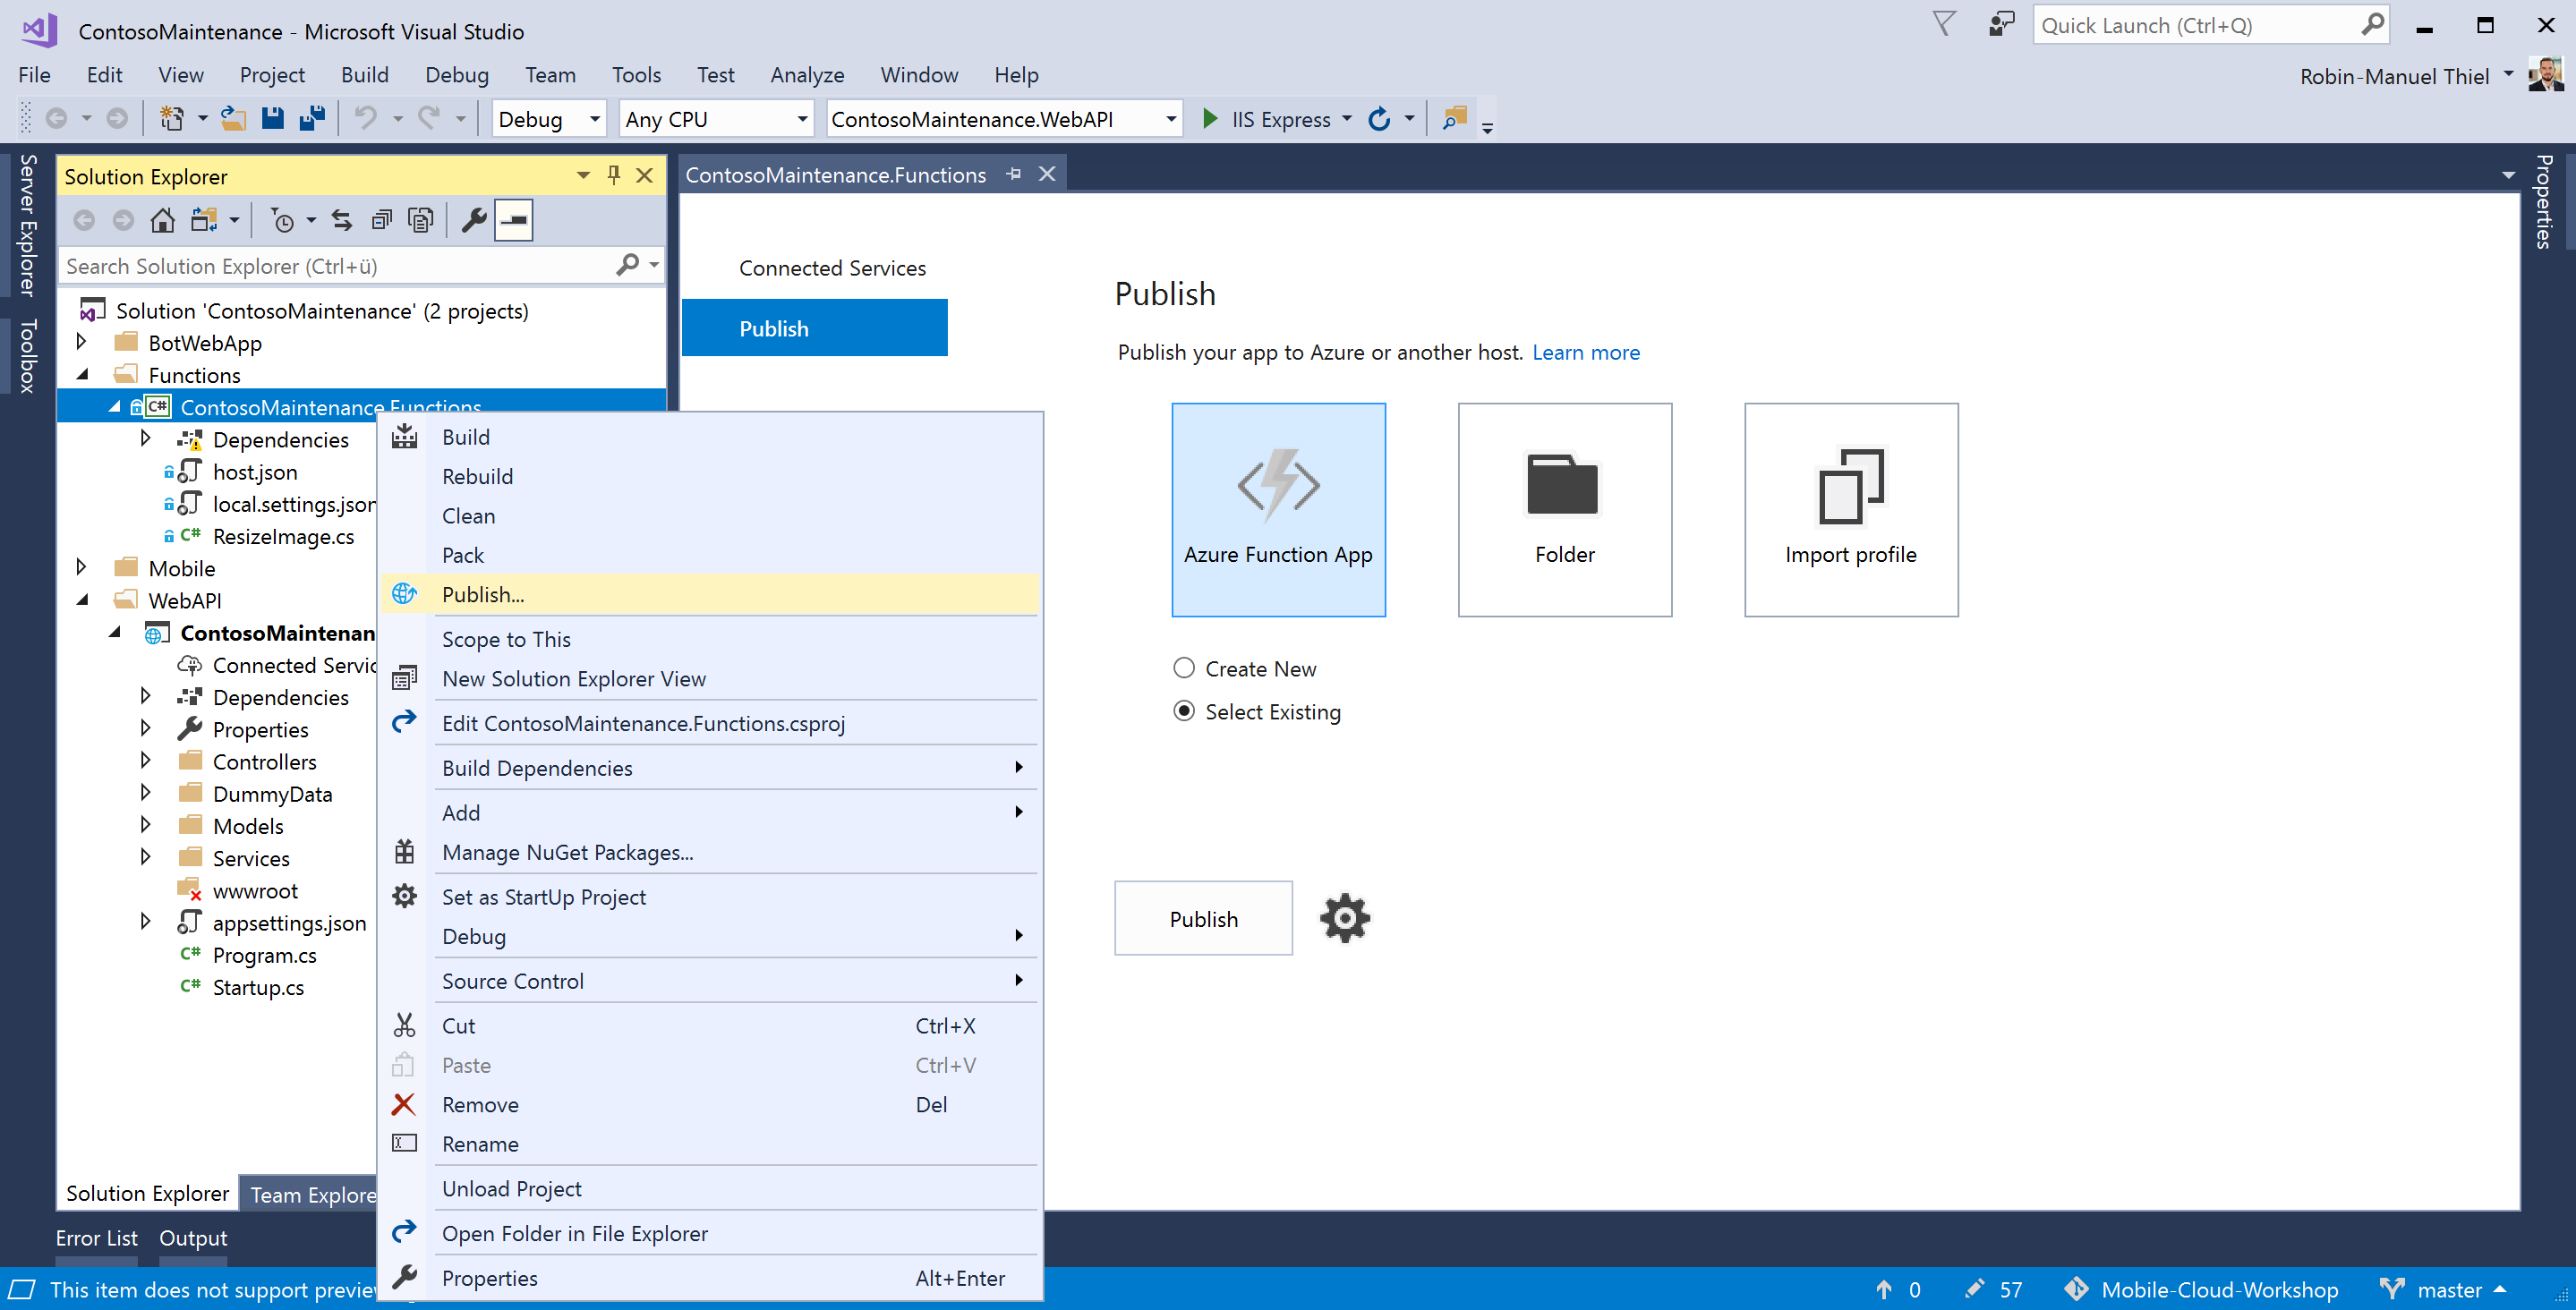 ContosoMaintenance - Microsoft Visual Studio
Quick Launch (Ctrl+Q)
File Edit View Project Build Debug Team Tools Test Analyze Window Help
Robin-Manuel Thiel
Debug Any CPU ContosoMaintenance.WebAPI IIS Express
Server Explorer
Toolbox
Solution Explorer
Search Solution Explorer (Ctrl+ü)
Solution 'ContosoMaintenance' (2 projects)
BotWebApp
Functions
ContosoMaintenance.Functions
Dependencies
host.json
local.settings.json
C# ResizeImage.cs
Mobile
WebAPI
ContosoMaintenan
Connected Servic
Dependencies
Properties
Controllers
DummyData
Models
Services
wwwroot
appsettings.json
C# Program.cs
C# Startup.cs
Solution Explorer Team Explore
Build
Rebuild
Clean
Pack
Publish...
Scope to This
New Solution Explorer View
Edit ContosoMaintenance.Functions.csproj
Build Dependencies
Add
Manage NuGet Packages...
Set as StartUp Project
Debug
Source Control
Cut Ctrl+X
Paste Ctrl+V
Remove Del
Rename
Unload Project
Open Folder in File Explorer
Properties Alt+Enter
ContosoMaintenance.Functions
Connected Services
Publish
Publish
Publish your app to Azure or another host. Learn more
Azure Function App
Folder
Import profile
Create New
Select Existing
Publish
Properties
Error List Output
This item does not support previe
0 57 Mobile-Cloud-Workshop master